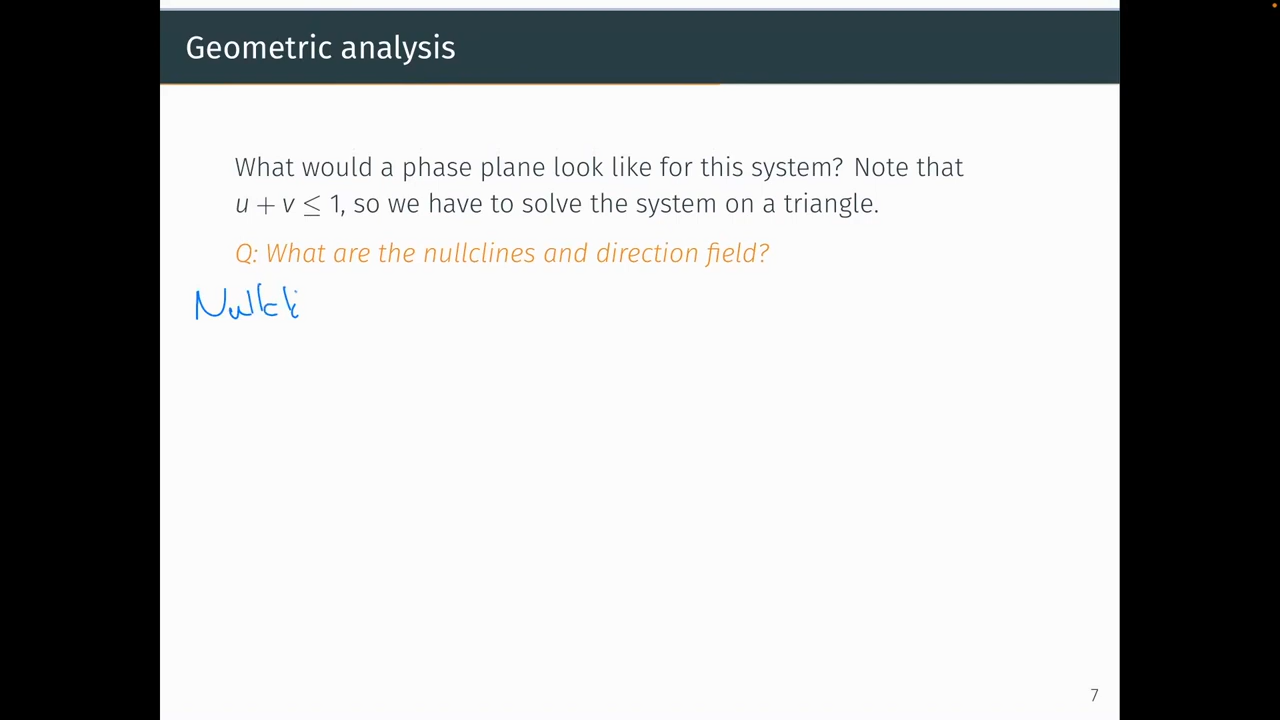 Geometric analysis
What would a phase plane look like for this system? Note that
u + v ≤ 1, so we have to solve the system on a triangle.
Q: What are the nullclines and direction field?
Nullcli
7